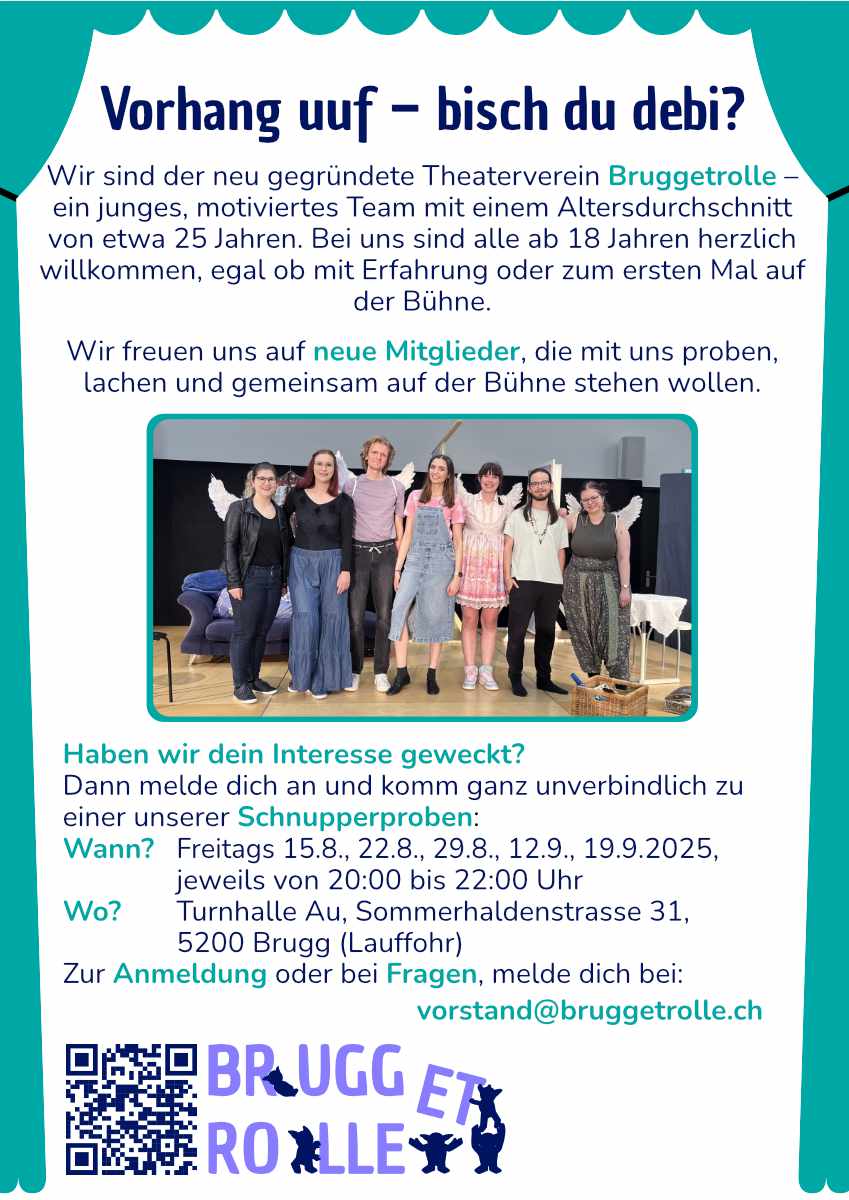 Vorhang uuf – bisch du debi?
Wir sind der neu gegründete Theaterverein Bruggetrolle –
ein junges, motiviertes Team mit einem Altersdurchschnitt
von etwa 25 Jahren. Bei uns sind alle ab 18 Jahren herzlich
willkommen, egal ob mit Erfahrung oder zum ersten Mal auf
der Bühne.
Wir freuen uns auf neue Mitglieder, die mit uns proben,
lachen und gemeinsam auf der Bühne stehen wollen.
Haben wir dein Interesse geweckt?
Dann melde dich an und komm ganz unverbindlich zu
einer unserer Schnupperproben:
Wann? Freitags 15.8., 22.8., 29.8., 12.9., 19.9.2025,
jeweils von 20:00 bis 22:00 Uhr
Wo? Turnhalle Au, Sommerhaldenstrasse 31,
5200 Brugg (Lauffohr)
Zur Anmeldung oder bei Fragen, melde dich bei:
vorstand@bruggetrolle.ch
BRUGG ET
ROLLE